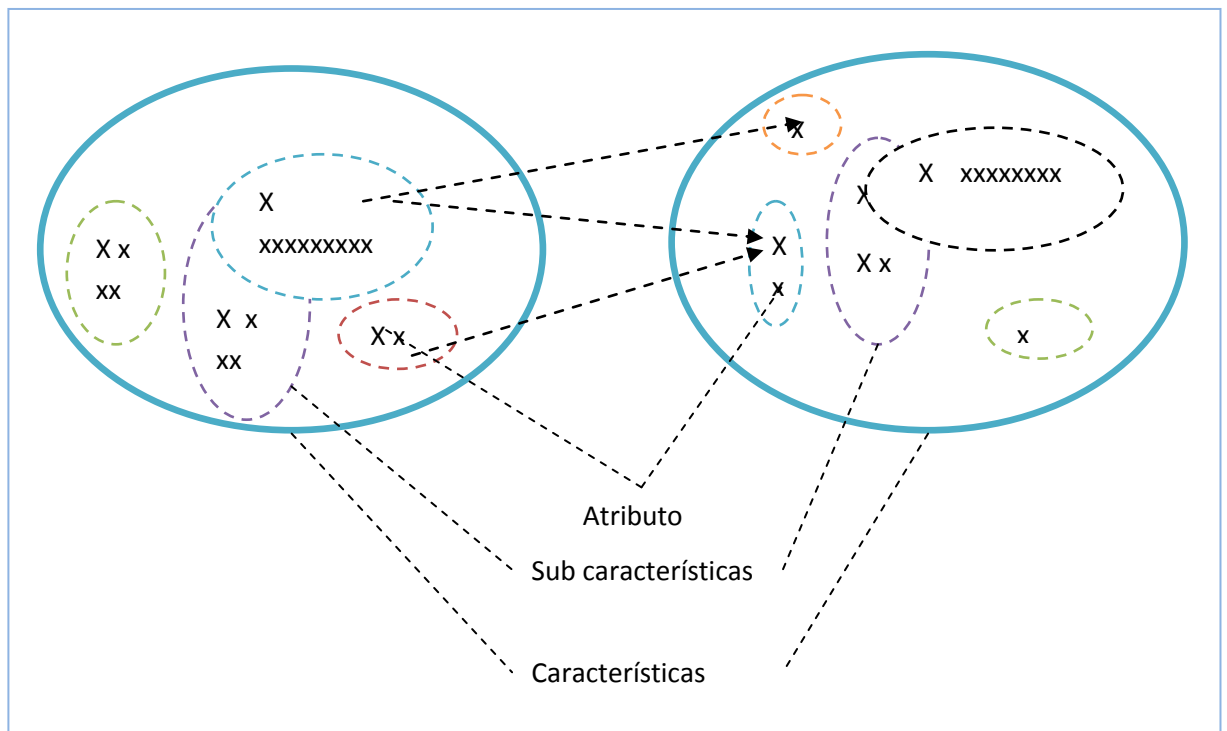 X
xxxxxxxxx
X x
xx
X x
xx
X x
x
X
x
X
X x
X xxxxxxxx
x
Atributo
Sub características
Características